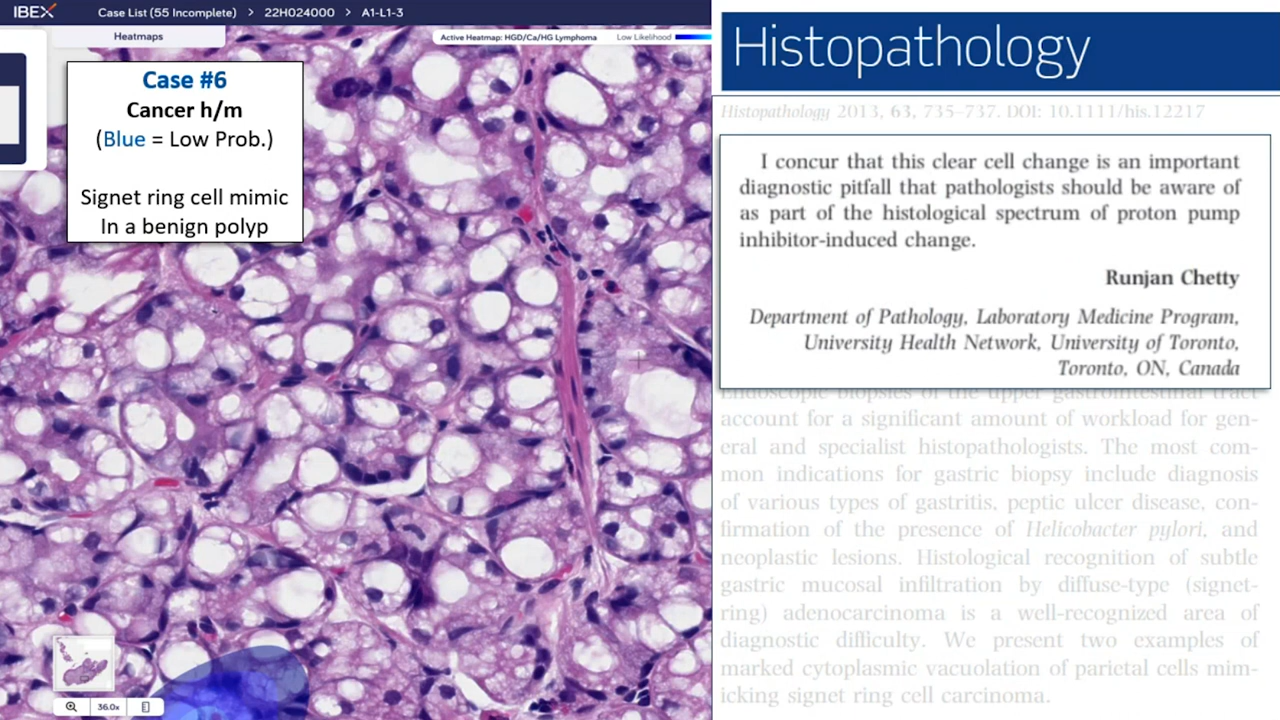 IBEX Case List (55 Incomplete) > 22H024000 > A1-L1-3
Heatmaps
Active Heatmap: HGD/Ca/HG Lymphoma Low Likelihood
Case #6
Cancer h/m
(Blue = Low Prob.)
Signet ring cell mimic
In a benign polyp
36.0x
Histopathology
Histopathology 2013, 63, 735–737. DOI: 10.1111/his.12217
I concur that this clear cell change is an important
diagnostic pitfall that pathologists should be aware of
as part of the histological spectrum of proton pump
inhibitor-induced change.
Runjan Chetty
Department of Pathology, Laboratory Medicine Program,
University Health Network, University of Toronto,
Toronto, ON, Canada
Endoscopic biopsies of the upper gastrointestinal tract
account for a significant amount of workload for gen-
eral and specialist histopathologists. The most com-
non indications for gastric biopsy include diagnosis
of various types of gastritis, peptic ulcer disease, con-
firmation of the presence of Helicobacter pylori, and
neoplastic lesions. Histological recognition of subtle
gastric mucosal infiltration by diffuse-type (signet-
ring) adenocarcinoma is a well-recognized area of
diagnostic difficulty. We present two examples of
marked cytoplasmic vacuolation of parietal cells mim-
icking signet ring cell carcinoma.